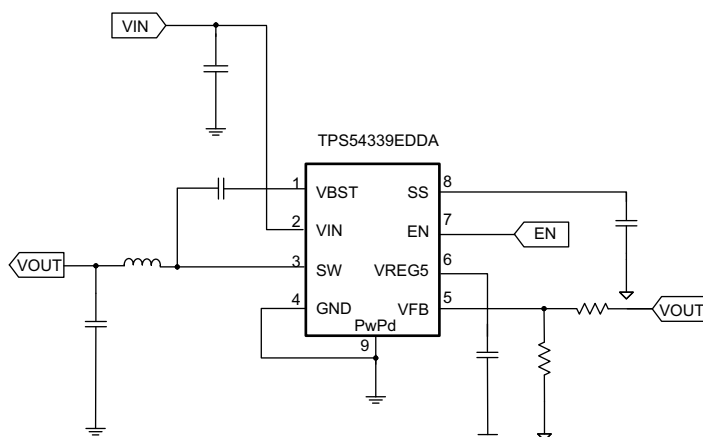 VIN
TPS54339EDDA
1 VBST SS 8
2 VIN EN 7 EN
3 SW VREG5 6
VOUT
4 GND VFB 5
VOUT
PwPd
9